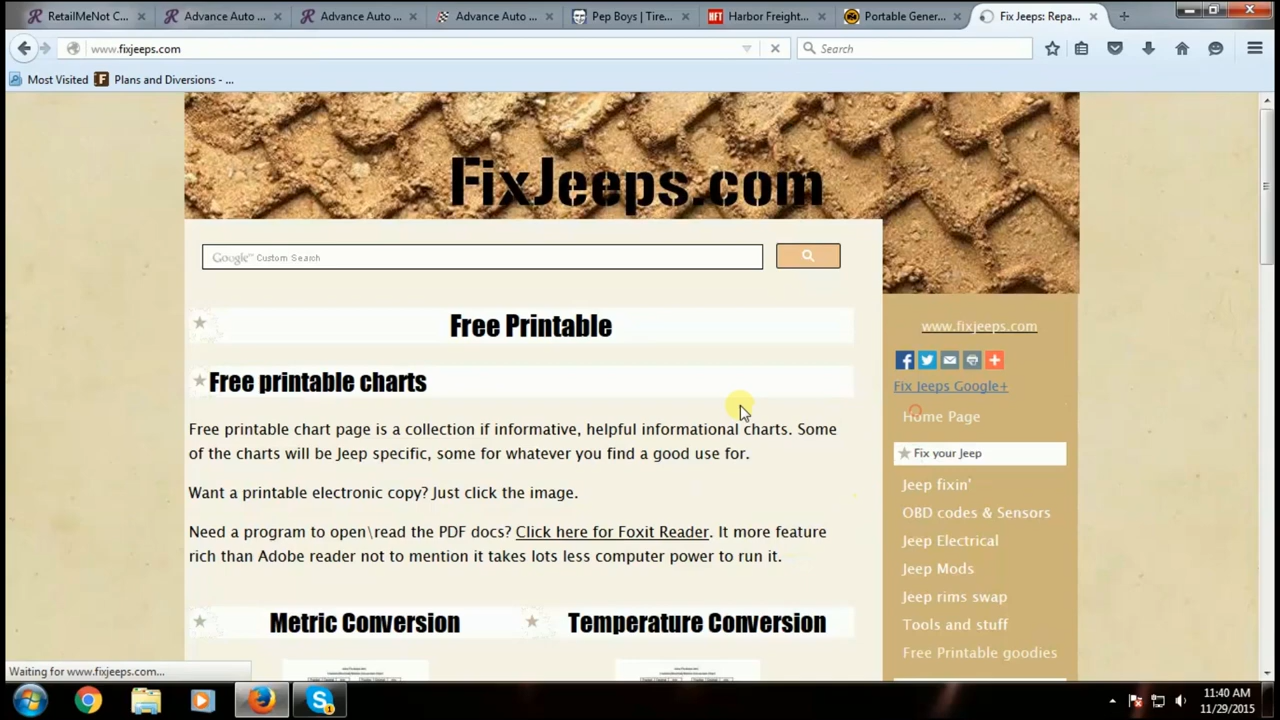 RetailMeNot C...
Advance Auto ...
Advance Auto ...
Advance Auto ...
Pep Boys | Tire...
HFT
Harbor Freight...
Portable Gener...
Fix Jeeps: Repa...
www.fixjeeps.com
Search
Most Visited
Plans and Diversions - ...
FixJeeps.com
Google™ Custom Search
Free Printable
Free printable charts
Free printable chart page is a collection if informative, helpful informational charts. Some
of the charts will be Jeep specific, some for whatever you find a good use for.
Want a printable electronic copy? Just click the image.
Need a program to open\read the PDF docs? Click here for Foxit Reader. It more feature
rich than Adobe reader not to mention it takes lots less computer power to run it.
Metric Conversion
Temperature Conversion
www.fixjeeps.com
Fix Jeeps Google+
Home Page
Fix your Jeep
Jeep fixin'
OBD codes & Sensors
Jeep Electrical
Jeep Mods
Jeep rims swap
Tools and stuff
Free Printable goodies
Waiting for www.fixjeeps.com...
11:40 AM
11/29/2015